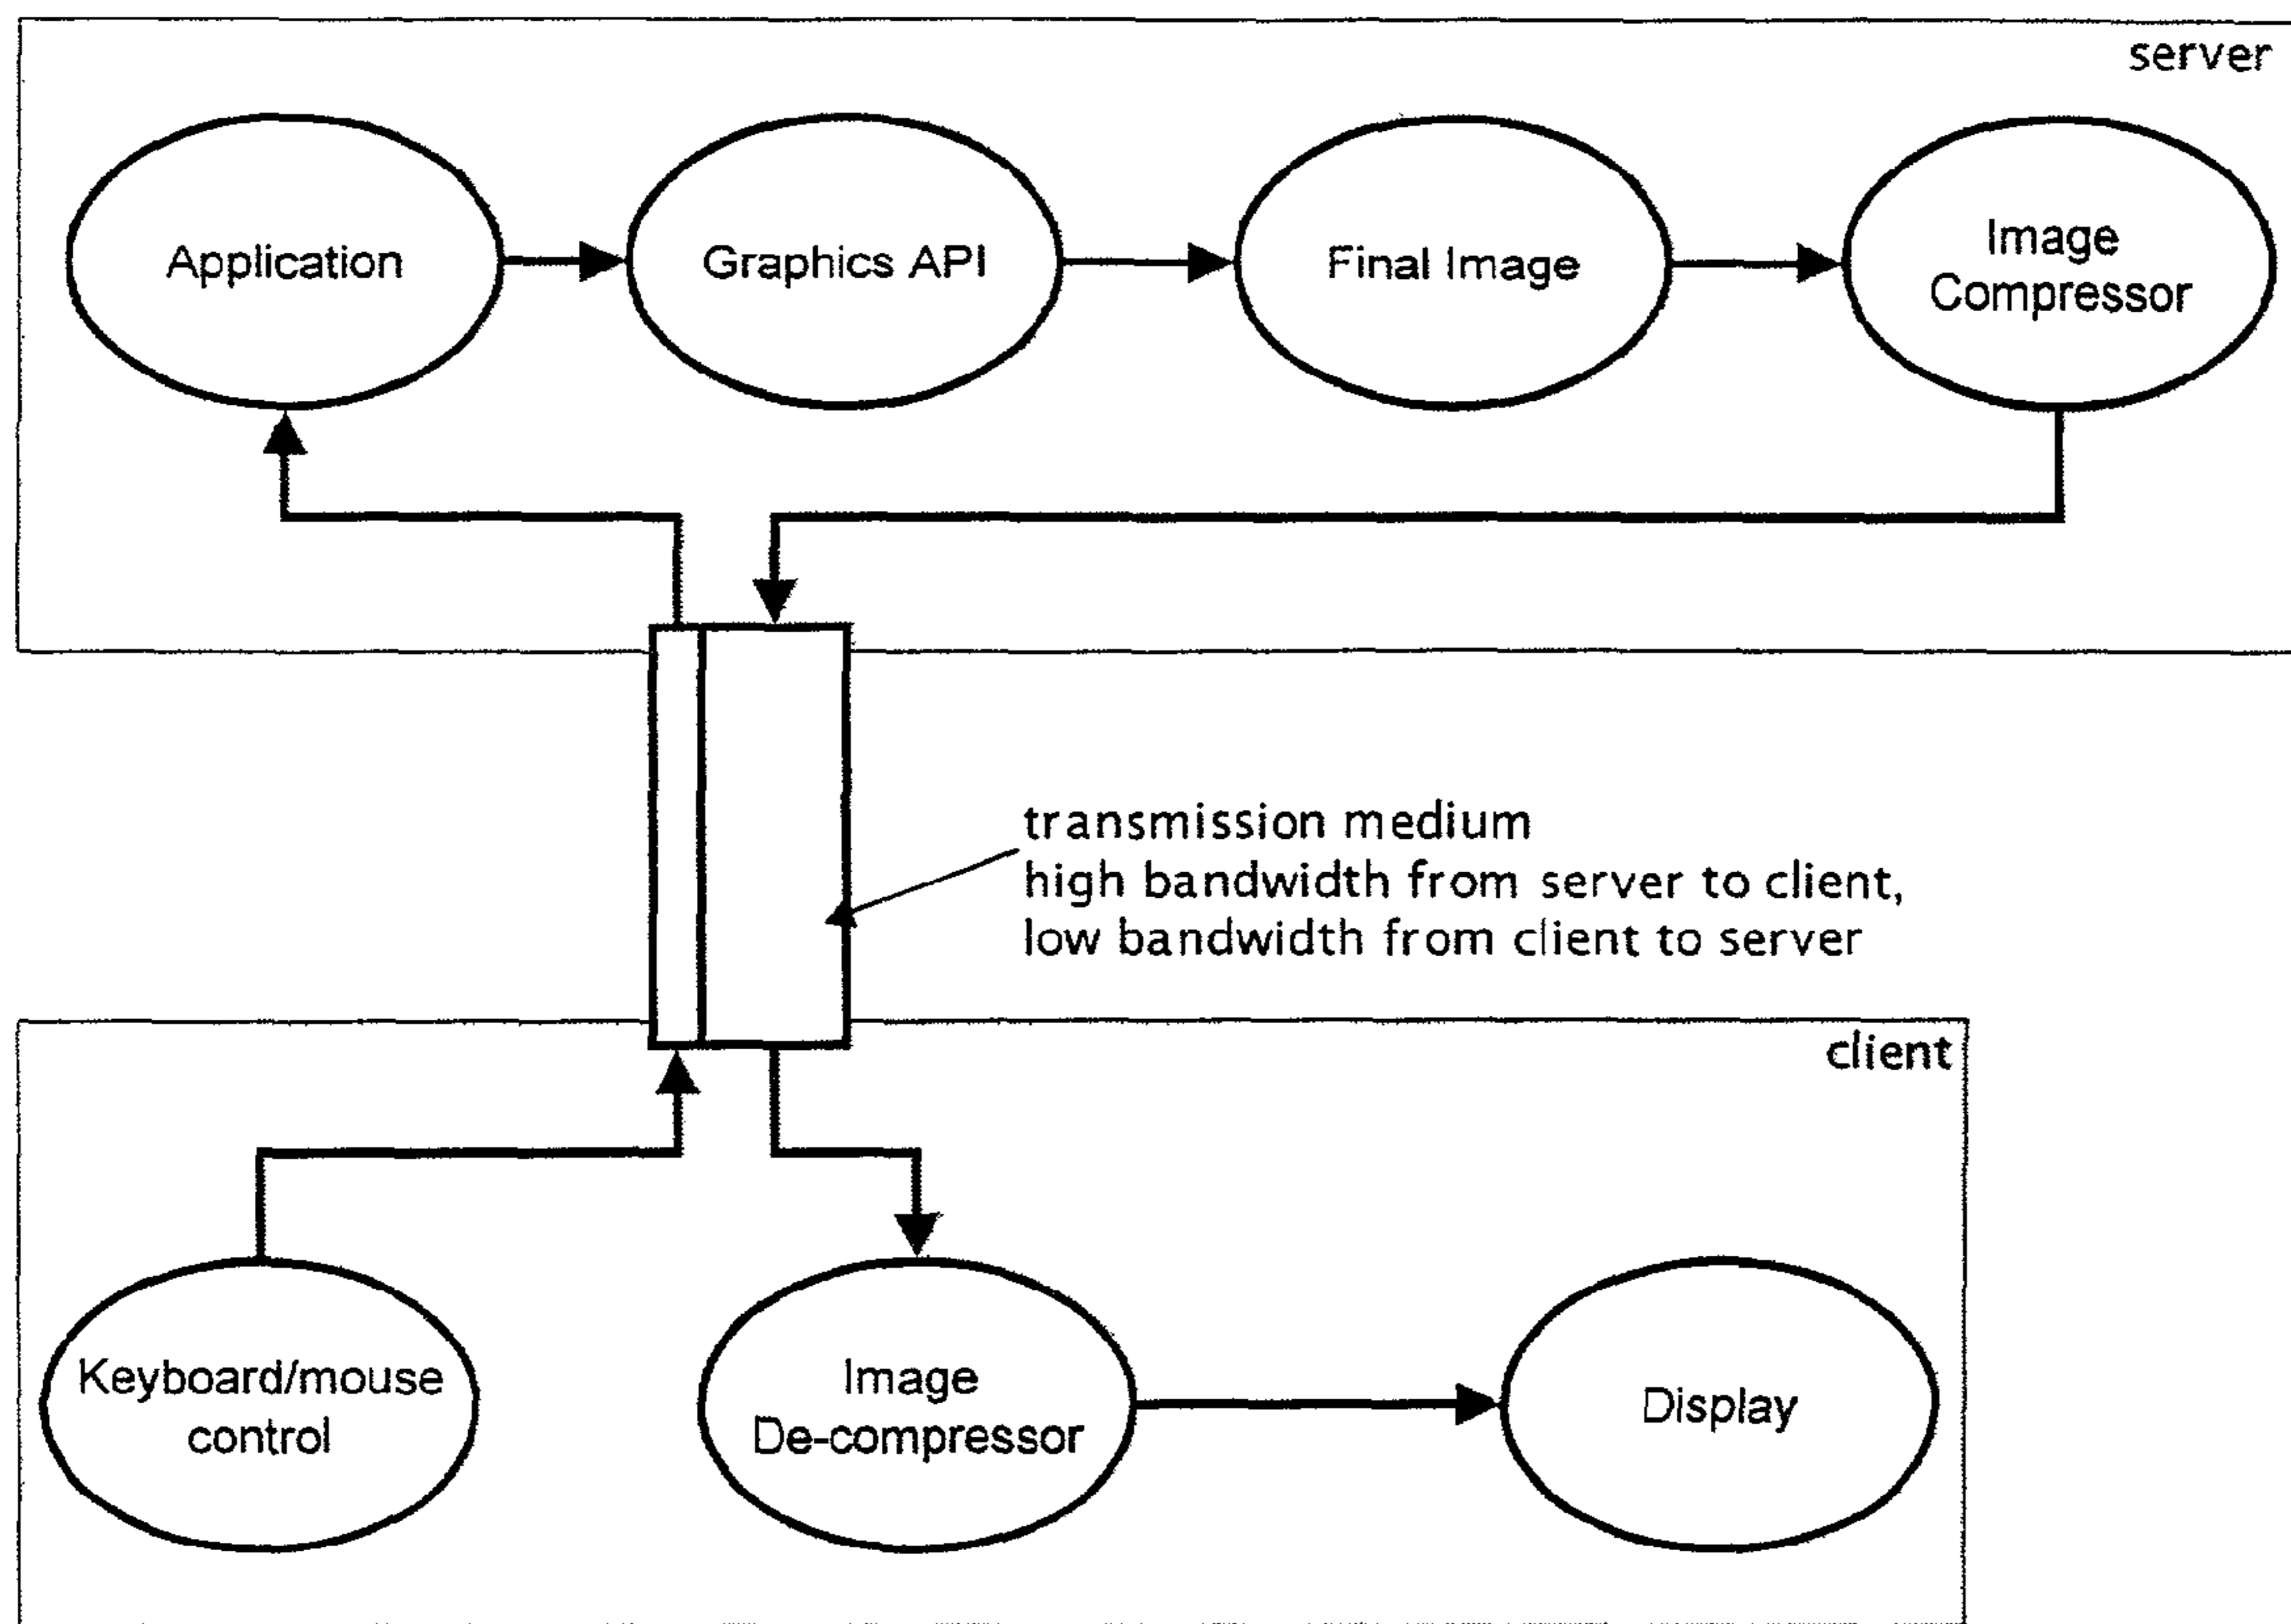 server
Application
Graphics API
Final Image
Image
Compressor
transmission medium
high bandwidth from server to client,
low bandwidth from client to server
client
Keyboard/mouse
control
Image
De-compressor
Display